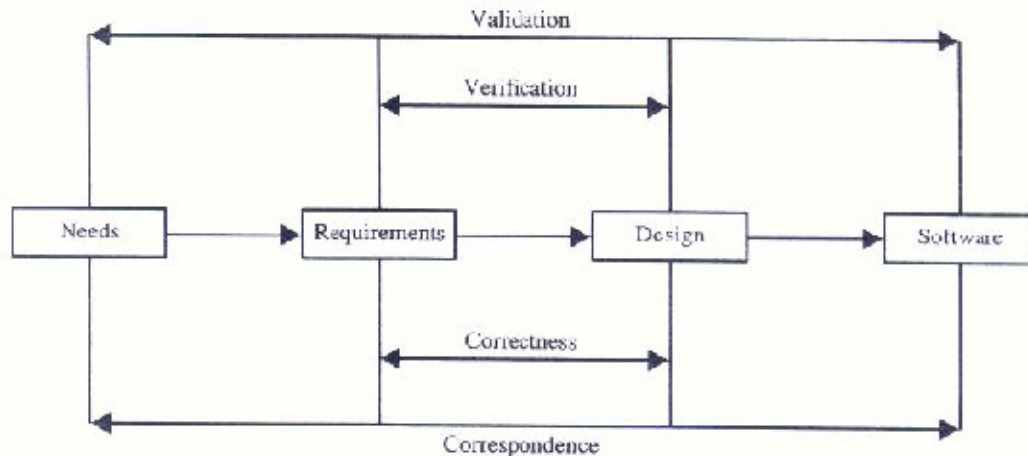 Validation
Verification
Needs
Requirements
Design
Software
Correctness
Correspondence